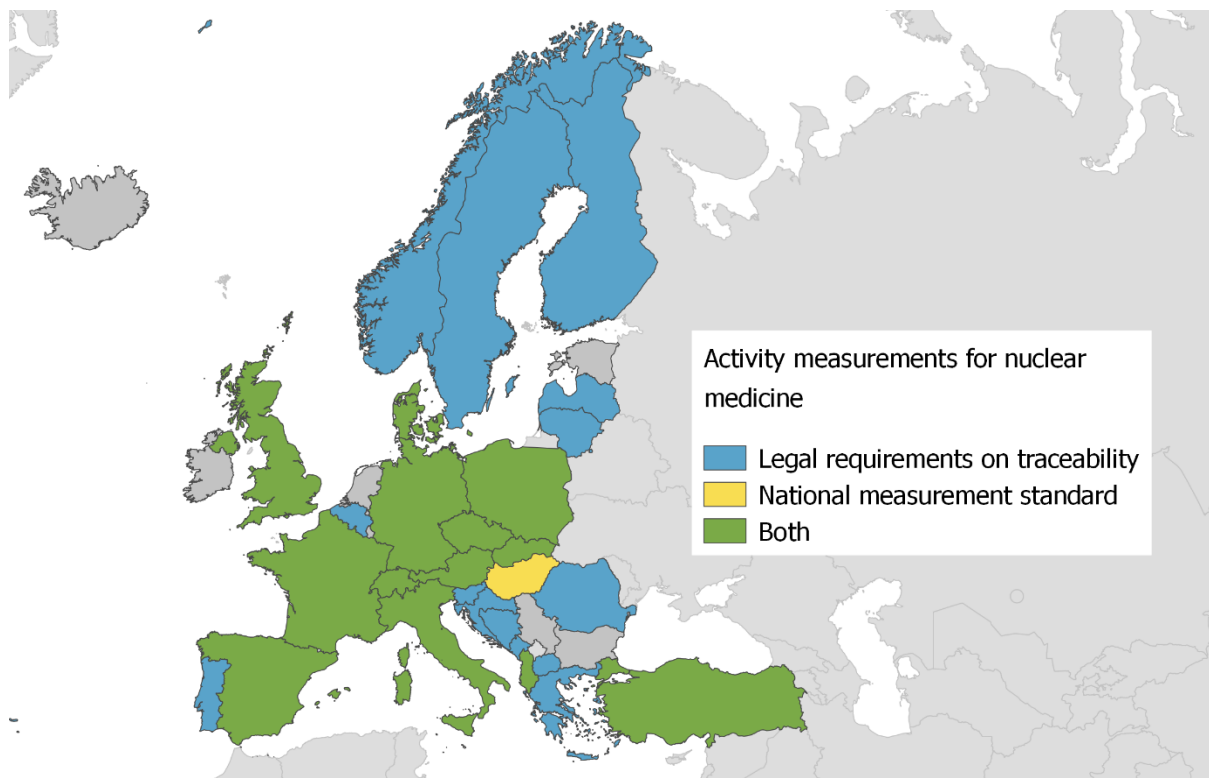 Activity measurements for nuclear
medicine
Legal requirements on traceability
National measurement standard
Both